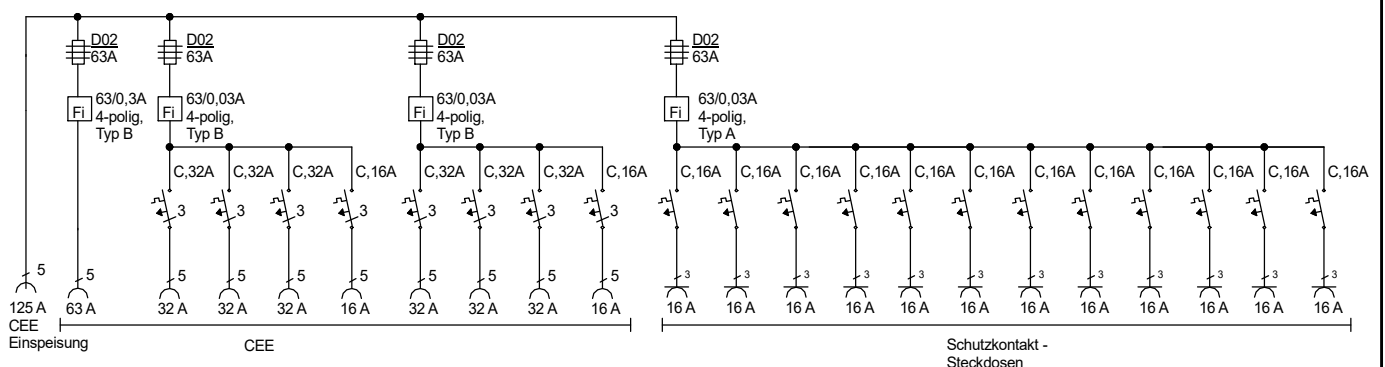 D02
63A
D02
63A
D02
63A
D02
63A
Fi
63/0,3A
4-polig,
Typ B
Fi
63/0,03A
4-polig,
Typ B
Fi
63/0,03A
4-polig,
Typ B
Fi
63/0,03A
4-polig,
Typ A
C,32A C,32A C,32A C,16A C,32A C,32A C,32A C,16A C,16A C,16A C,16A C,16A C,16A C,16A C,16A C,16A C,16A C,16A C,16A C,16A
3 3 3 3 3 3 3 3
5 5 5 5 5 5 5 5 5 5 3 3 3 3 3 3 3 3 3 3 3 3
125 A 63 A 32 A 32 A 32 A 16 A 32 A 32 A 32 A 16 A 16 A 16 A 16 A 16 A 16 A 16 A 16 A 16 A 16 A 16 A 16 A 16 A
CEE
Einspeisung
CEE
Schutzkontakt -
Steckdosen